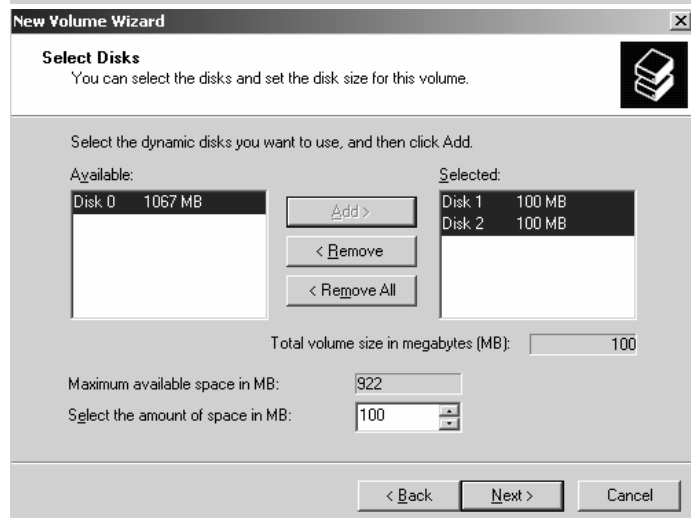 New Volume Wizard
Select Disks
You can select the disks and set the disk size for this volume.
Select the dynamic disks you want to use, and then click Add.
Available:
Selected:
Disk 0 1067 MB
Add >
Disk 1 100 MB
Disk 2 100 MB
< Remove
< Remove All
Total volume size in megabytes (MB): 100
Maximum available space in MB: 922
Select the amount of space in MB: 100
< Back
Next >
Cancel